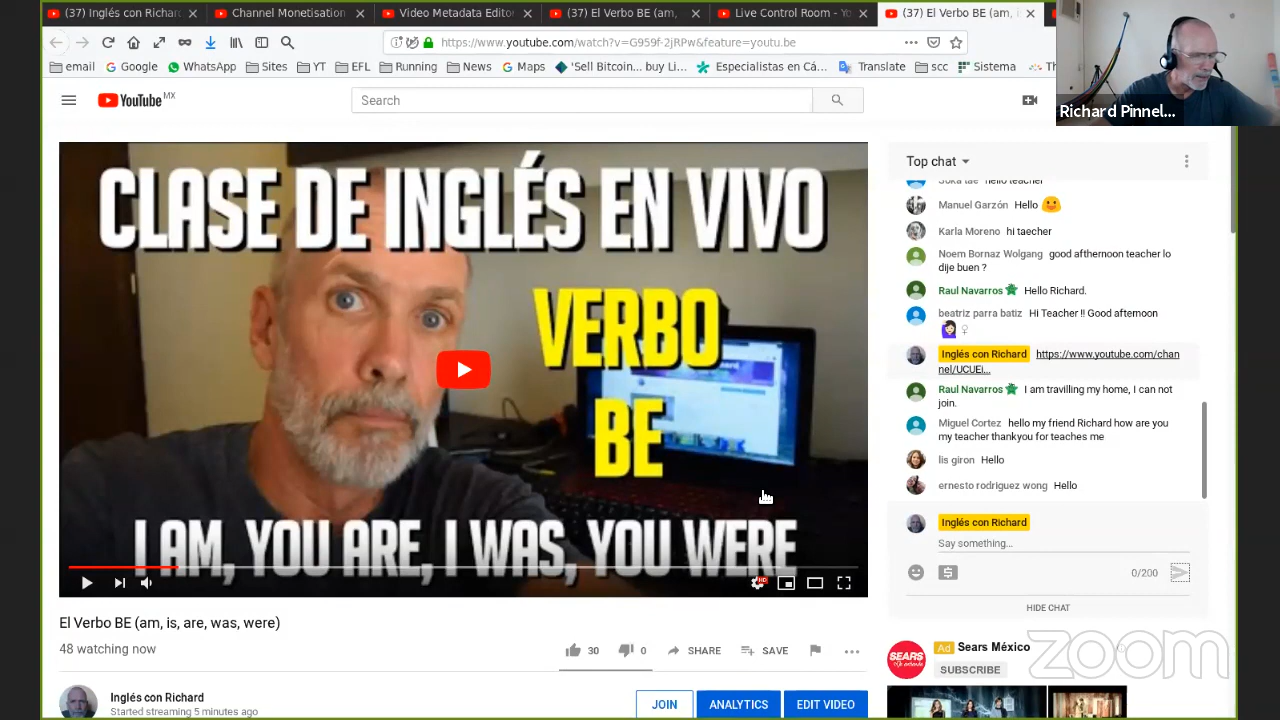 (37) Inglés con Richard
Channel Monetisation
Video Metadata Editor
(37) El Verbo BE (am,
Live Control Room - Yo
(37) El Verbo BE (am, i
https://www.youtube.com/watch?v=G959f-2jRPw&feature=youtu.be
email
Google
WhatsApp
Sites
YT
EFL
Running
News
Maps
'Sell Bitcoin... buy Li...
Especialistas en Cá...
Translate
scc
Sistema
Th
Richard Pinnel...
YouTube MX
Search
CLASE DE INGLÉS EN VIVO
VERBO
BE
I AM, YOU ARE, I WAS, YOU WERE
HD
El Verbo BE (am, is, are, was, were)
48 watching now
30
0
SHARE
SAVE
Inglés con Richard
Started streaming 5 minutes ago
JOIN
ANALYTICS
EDIT VIDEO
Top chat
hello teacher
Manuel Garzón Hello
Karla Moreno hi taecher
Noem Bornaz Wolgang good afthernoon teacher lo
dije buen ?
Raul Navarros Hello Richard.
beatriz parra batiz Hi Teacher !! Good afternoon
Inglés con Richard https://www.youtube.com/chan
nel/UCUEi...
Raul Navarros I am travilling my home, I can not
join.
Miguel Cortez hello my friend Richard how are you
my teacher thankyou for teaches me
lis giron Hello
ernesto rodriguez wong Hello
Inglés con Richard
Say something...
0/200
HIDE CHAT
SEARS
Ad Sears México
SUBSCRIBE
zoom